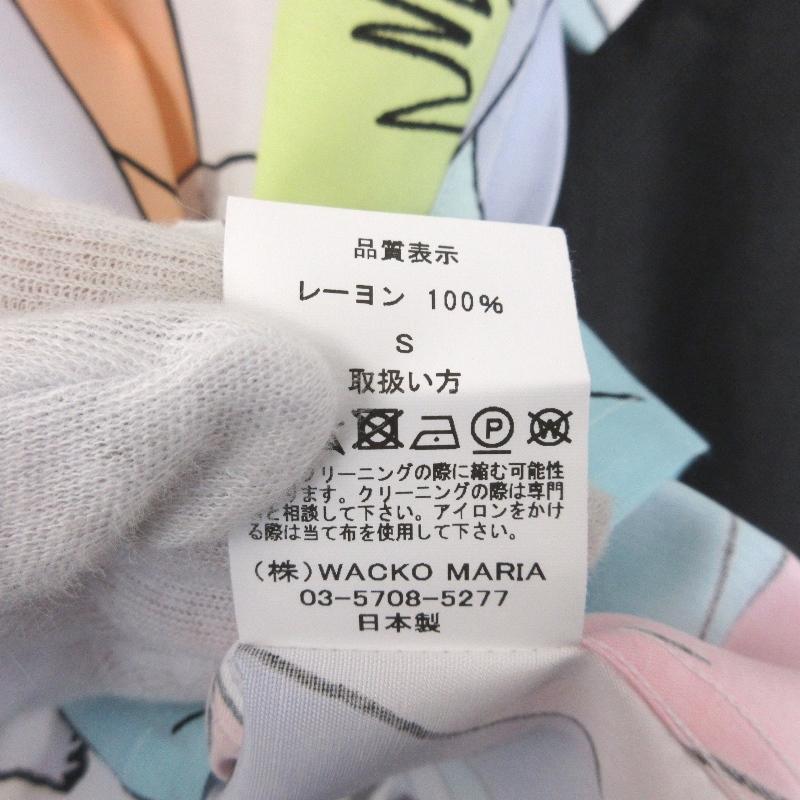 品質表示
レーヨン 100%
S
取扱い方
P W
クリーニングの際に縮む可能性
ります。クリーニングの際は専門
と相談して下さい。アイロンをかけ
る際は当て布を使用して下さい。
(株)WACKO MARIA
03-5708-5277
日本製